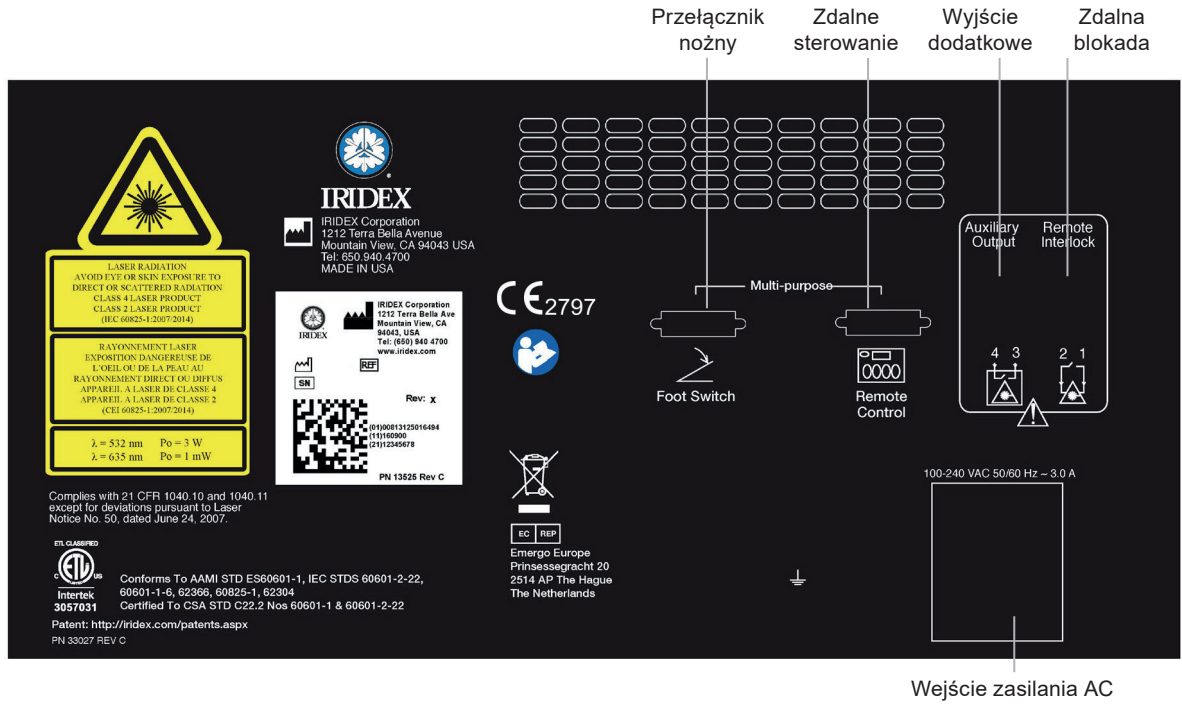 Przełącznik
nożny
Zdalne
sterowanie
Wyjście
dodatkowe
Zdalna
blokada
LASER RADIATION
AVOID EYE OR SKIN EXPOSURE TO
DIRECT OR SCATTERED RADIATION
CLASS 4 LASER PRODUCT
CLASS 2 LASER PRODUCT
(IEC 60825-1:2007/2014)
RAYONNEMENT LASER
EXPOSITION DANGEREUSE DE
L'OEIL OU DE LA PEAU AU
RAYONNEMENT DIRECT OU DIFFUS
APPAREIL A LASER DE CLASSE 4
APPAREIL A LASER DE CLASSE 2
(CEI 60825-1:2007/2014)
λ = 532 nm Po = 3 W
λ = 635 nm Po = 1 mW
Complies with 21 CFR 1040.10 and 1040.11
except for deviations pursuant to Laser
Notice No. 50, dated June 24, 2007.
ETL CLASSIFIED
C ETL US
Intertek
3057031
Conforms To AAMI STD ES60601-1, IEC STDS 60601-2-22,
60601-1-6, 62366, 60825-1, 62304
Certified To CSA STD C22.2 Nos 60601-1 & 60601-2-22
Patent: http://iridex.com/patents.aspx
PN 33027 REV C
IRIDEX
IRIDEX Corporation
1212 Terra Bella Avenue
Mountain View, CA 94043 USA
Tel: 650.940.4700
MADE IN USA
IRIDEX
IRIDEX Corporation
1212 Terra Bella Ave
Mountain View, CA
94043, USA
Tel: (650) 940 4700
www.iridex.com
REF
SN
Rev: x
(01)00813125016494
(11)160900
(21)12345678
PN 13525 Rev C
CE 2797
EC REP
Emergo Europe
Prinsessegracht 20
2514 AP The Hague
The Netherlands
Multi-purpose
Foot Switch
0000
Remote
Control
Auxiliary
Output
Remote
Interlock
4 3
2 1
100-240 VAC 50/60 Hz ~ 3.0 A
Wejście zasilania AC